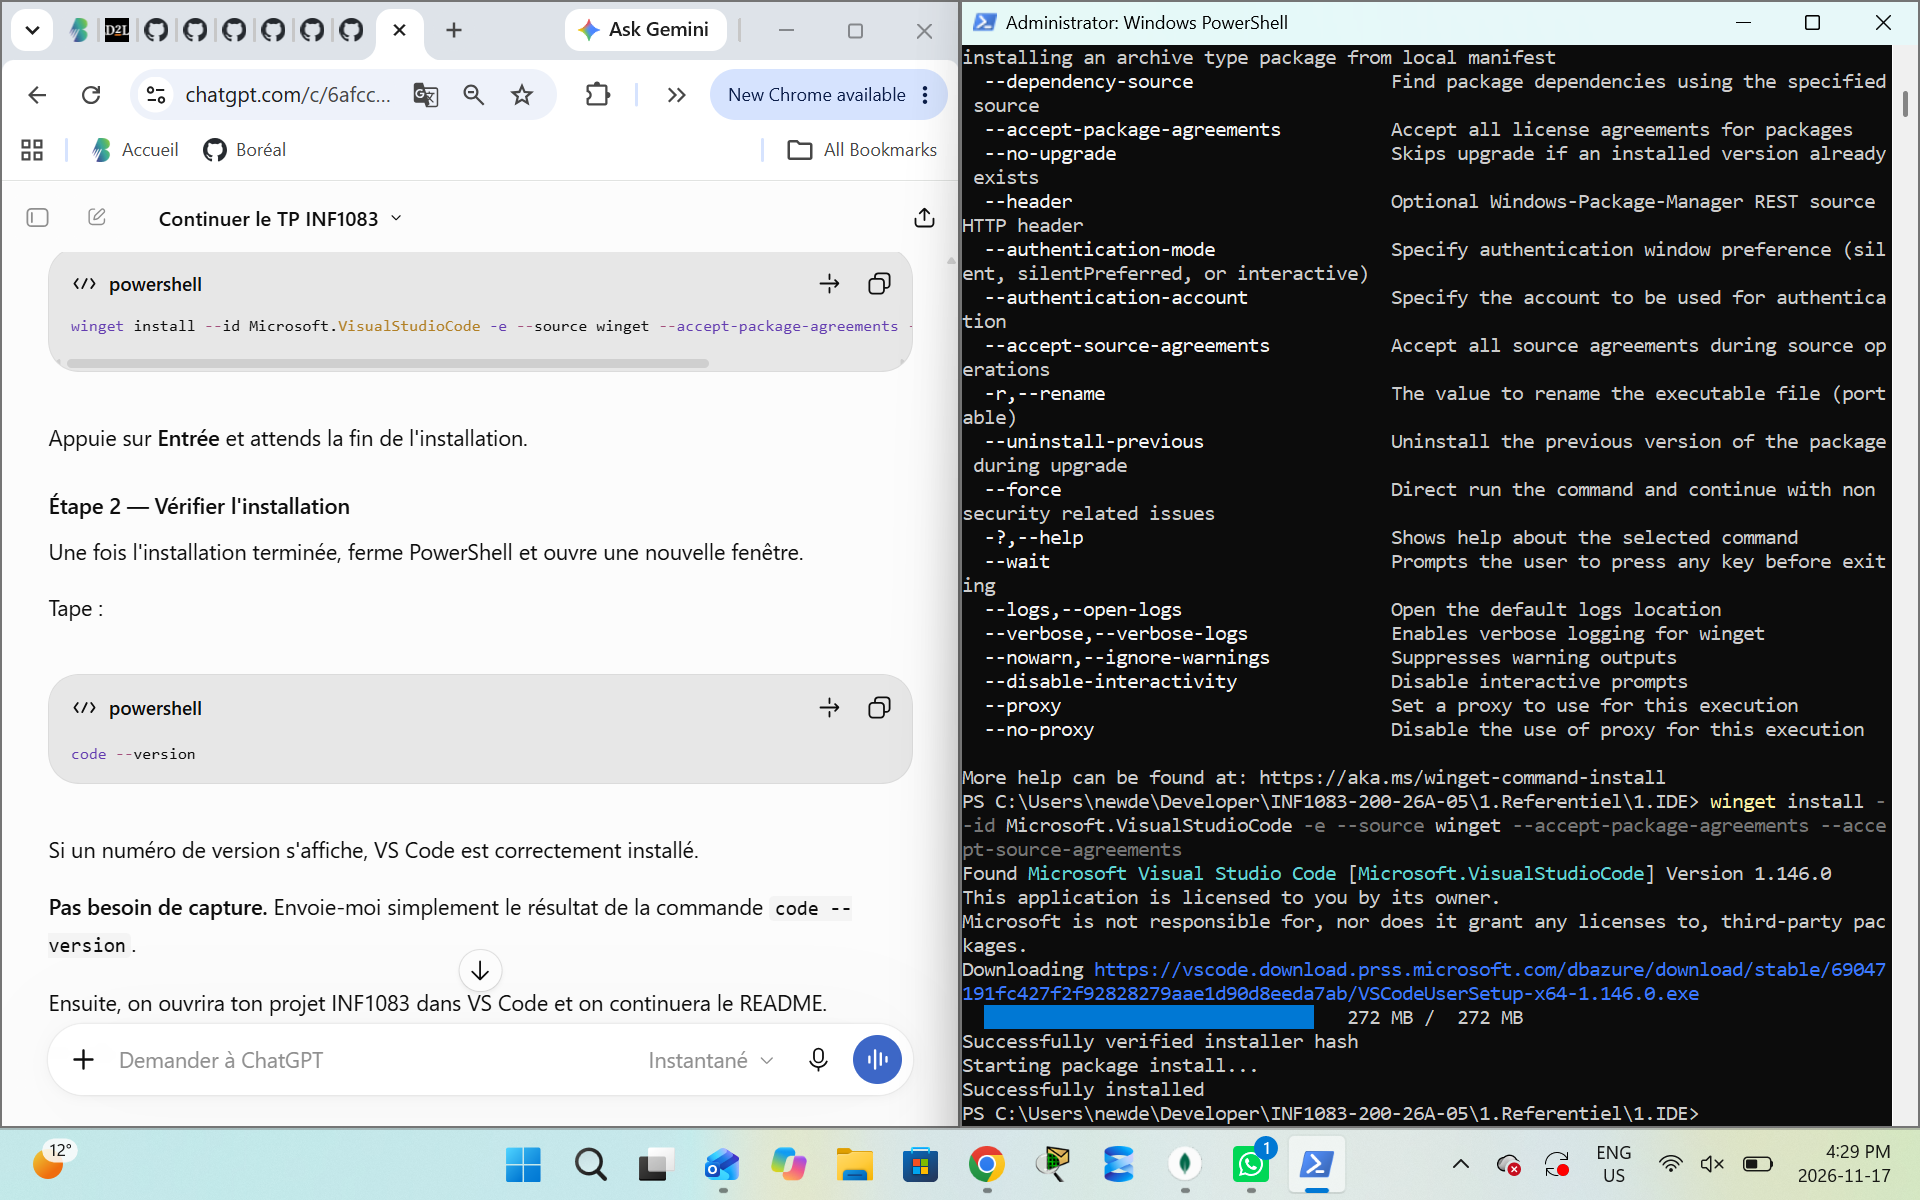 D2L
Ask Gemini
chatgpt.com/c/6afcc...
New Chrome available
Accueil
Boréal
All Bookmarks
Continuer le TP INF1083
powershell
winget install --id Microsoft.VisualStudioCode -e --source winget --accept-package-agreements -
Appuie sur Entrée et attends la fin de l'installation.
Étape 2 — Vérifier l'installation
Une fois l'installation terminée, ferme PowerShell et ouvre une nouvelle fenêtre.
Tape :
powershell
code --version
Si un numéro de version s'affiche, VS Code est correctement installé.
Pas besoin de capture. Envoie-moi simplement le résultat de la commande code --
version.
Ensuite, on ouvrira ton projet INF1083 dans VS Code et on continuera le README.
Demander à ChatGPT
Instantané
Administrator: Windows PowerShell
installing an archive type package from local manifest
--dependency-source Find package dependencies using the specified
source
--accept-package-agreements Accept all license agreements for packages
--no-upgrade Skips upgrade if an installed version already
exists
--header Optional Windows-Package-Manager REST source
HTTP header
--authentication-mode Specify authentication window preference (sil
ent, silentPreferred, or interactive)
--authentication-account Specify the account to be used for authentica
tion
--accept-source-agreements Accept all source agreements during source op
erations
-r,--rename The value to rename the executable file (port
able)
--uninstall-previous Uninstall the previous version of the package
during upgrade
--force Direct run the command and continue with non
security related issues
-?,--help Shows help about the selected command
--wait Prompts the user to press any key before exit
ing
--logs,--open-logs Open the default logs location
--verbose,--verbose-logs Enables verbose logging for winget
--nowarn,--ignore-warnings Suppresses warning outputs
--disable-interactivity Disable interactive prompts
--proxy Set a proxy to use for this execution
--no-proxy Disable the use of proxy for this execution
More help can be found at: https://aka.ms/winget-command-install
PS C:\Users\newde\Developer\INF1083-200-26A-05\1.Referentiel\1.IDE> winget install -
-id Microsoft.VisualStudioCode -e --source winget --accept-package-agreements --acce
pt-source-agreements
Found Microsoft Visual Studio Code [Microsoft.VisualStudioCode] Version 1.146.0
This application is licensed to you by its owner.
Microsoft is not responsible for, nor does it grant any licenses to, third-party pac
kages.
Downloading https://vscode.download.prss.microsoft.com/dbazure/download/stable/69047
191fc427f2f92828279aae1d90d8eeda7ab/VSCodeUserSetup-x64-1.146.0.exe
272 MB / 272 MB
Successfully verified installer hash
Starting package install...
Successfully installed
PS C:\Users\newde\Developer\INF1083-200-26A-05\1.Referentiel\1.IDE>
12°
1
ENG
US
4:29 PM
2026-11-17